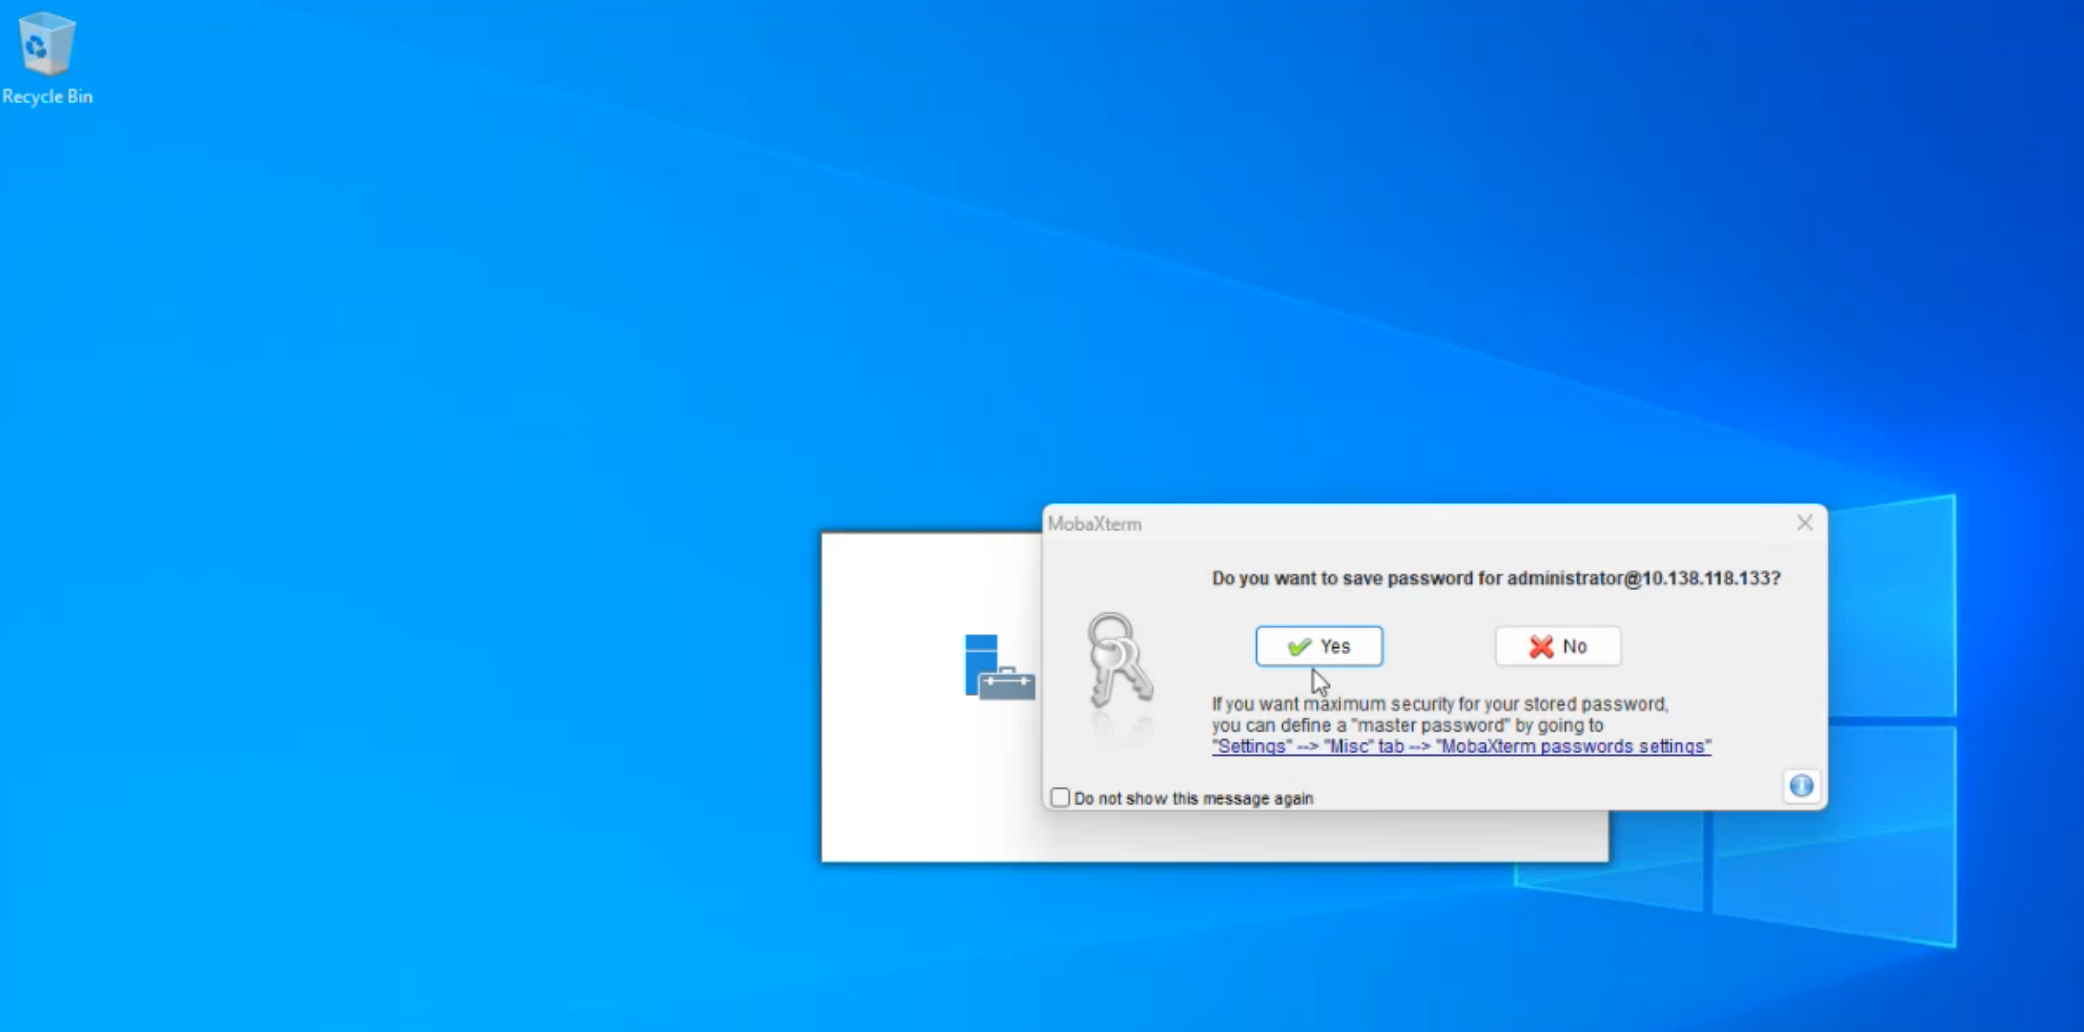 Recycle Bin
MobaXterm
Do you want to save password for administrator@10.138.118.133?
Yes
No
If you want maximum security for your stored password,
you can define a "master password" by going to
"Settings" --> "Misc" tab --> "MobaXterm passwords settings"
Do not show this message again